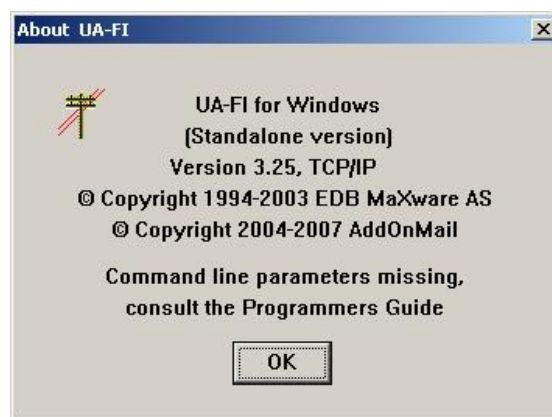 About UA-FI
UA-FI for Windows
(Standalone version)
Version 3.25, TCP/IP
© Copyright 1994-2003 EDB MaXware AS
© Copyright 2004-2007 AddOnMail
Command line parameters missing,
consult the Programmers Guide
OK